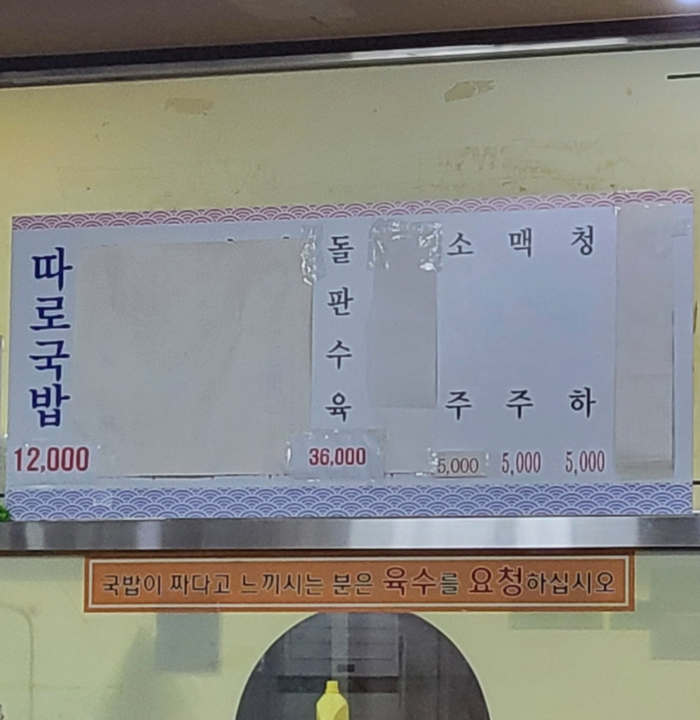 따로국밥
12,000
돌판수육
36,000
소주
5,000
맥주
5,000
청하
5,000
국밥이 짜다고 느끼시는 분은 육수를 요청하십시오